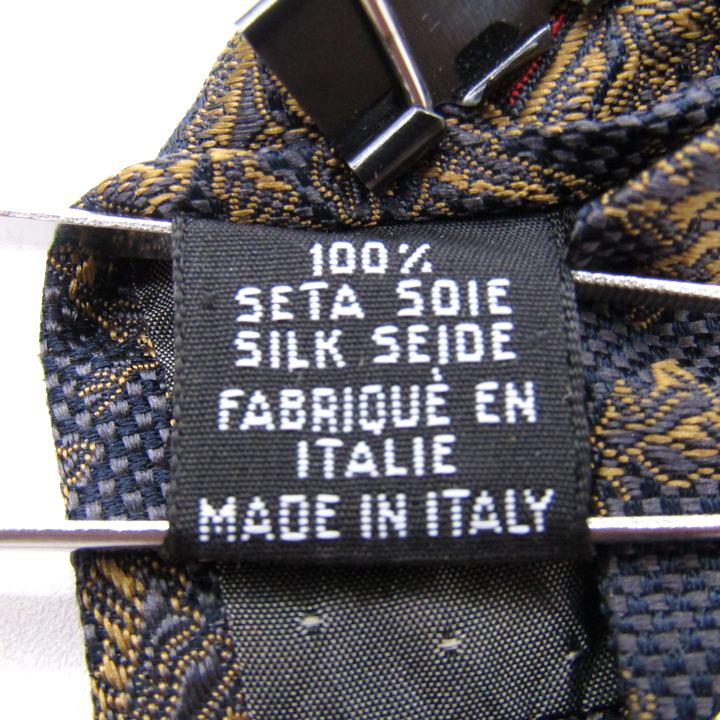 100%
SETA SOIE
SILK SEIDE
FABRIQUÉ EN
ITALIE
MADE IN ITALY